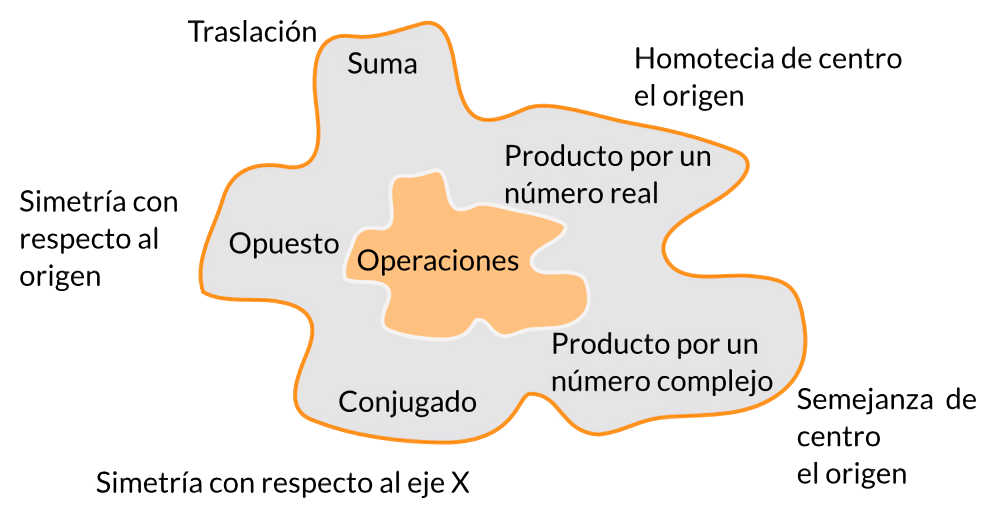 Traslación
Suma
Homotecia de centro
el origen
Producto por un
número real
Simetría con
respecto al
origen
Opuesto
Operaciones
Producto por un
número complejo
Conjugado
Semejanza de
centro
el origen
Simetría con respecto al eje X